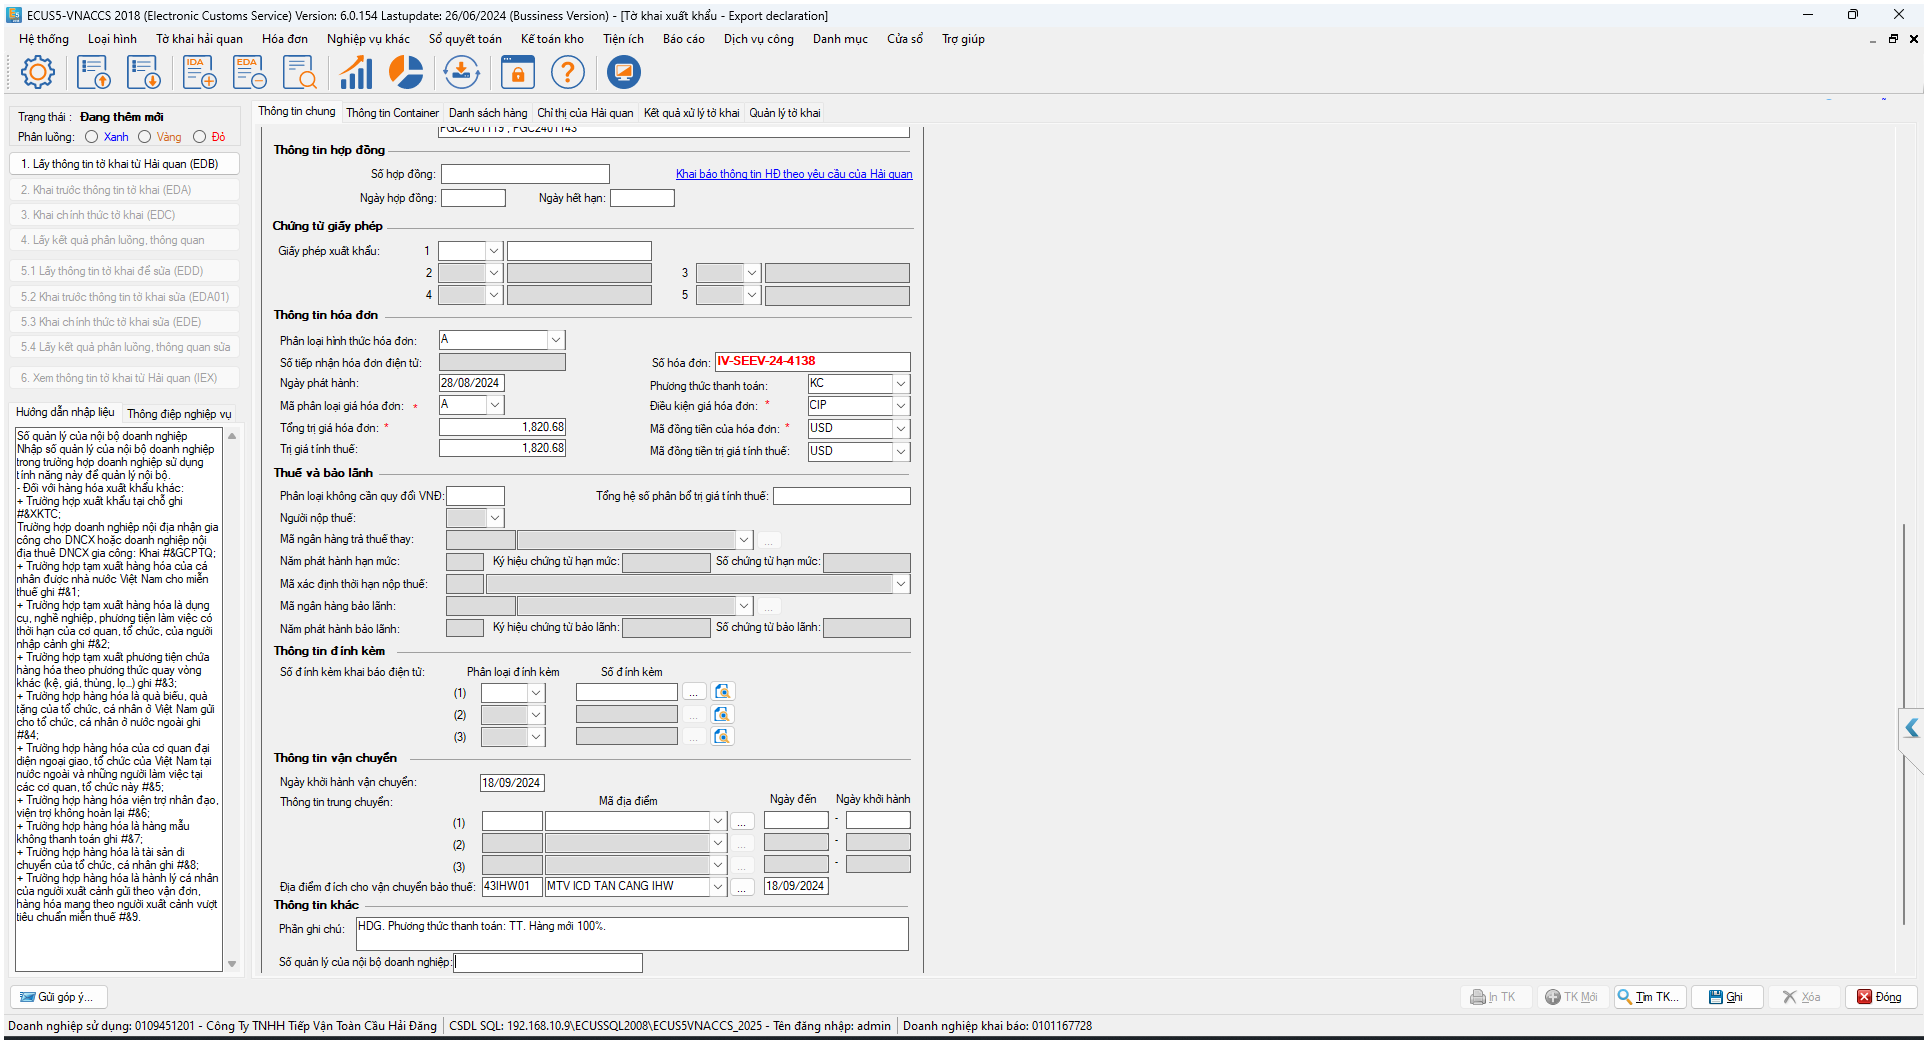 ECUS5-VNACCS 2018 (Electronic Customs Service) Version: 6.0.154 Lastupdate: 26/06/2024 (Bussiness Version) - [Tờ khai xuất khẩu - Export declaration]
Hệ thống Loại hình Tờ khai hải quan Hóa đơn Nghiệp vụ khác Sổ quyết toán Kế toán kho Tiện ích Báo cáo Dịch vụ công Danh mục Cửa sổ Trợ giúp
IDA EDA
Trạng thái : Đang thêm mới
Phân luồng: Xanh Vàng Đỏ
1. Lấy thông tin tờ khai từ Hải quan (EDB)
2. Khai trước thông tin tờ khai (EDA)
3. Khai chính thức tờ khai (EDC)
4. Lấy kết quả phân luồng, thông quan
5.1 Lấy thông tin tờ khai để sửa (EDD)
5.2 Khai trước thông tin tờ khai sửa (EDA01)
5.3 Khai chính thức tờ khai sửa (EDE)
5.4 Lấy kết quả phân luồng, thông quan sửa
6. Xem thông tin tờ khai từ Hải quan (IEX)
Hướng dẫn nhập liệu Thông điệp nghiệp vụ
Số quản lý của nội bộ doanh nghiệp
Nhập số quản lý của nội bộ doanh nghiệp
trong trường hợp doanh nghiệp sử dụng
tính năng này để quản lý nội bộ.
- Đối với hàng hóa xuất khẩu khác:
+ Trường hợp xuất khẩu tại chỗ ghi
#&XKTC;
Trường hợp doanh nghiệp nội địa nhận gia
công cho DNCX hoặc doanh nghiệp nội
địa thuê DNCX gia công: Khai #&GCPTQ;
+ Trường hợp tạm xuất hàng hóa của cá
nhân được nhà nước Việt Nam cho miễn
thuế ghi #&1;
+ Trường hợp tạm xuất hàng hóa là dụng
cụ, nghề nghiệp, phương tiện làm việc có
thời hạn của cơ quan, tổ chức, của người
nhập cảnh ghi #&2;
+ Trường hợp tạm xuất phương tiện chứa
hàng hóa theo phương thức quay vòng
khác (kệ, giá, thùng, lọ...) ghi #&3;
+ Trường hợp hàng hóa là quà biếu, quà
tặng của tổ chức, cá nhân ở Việt Nam gửi
cho tổ chức, cá nhân ở nước ngoài ghi
#&4;
+ Trường hợp hàng hóa của cơ quan đại
diện ngoại giao, tổ chức của Việt Nam tại
nước ngoài và những người làm việc tại
các cơ quan, tổ chức này #&5;
+ Trường hợp hàng hóa viện trợ nhân đạo,
viện trợ không hoàn lại #&6;
+ Trường hợp hàng hóa là hàng mẫu
không thanh toán ghi #&7;
+ Trường hợp hàng hóa là tài sản di
chuyển của tổ chức, cá nhân ghi #&8;
+ Trường hợp hàng hóa là hành lý cá nhân
của người xuất cảnh gửi theo vận đơn,
hàng hóa mang theo người xuất cảnh vượt
tiêu chuẩn miễn thuế #&9.
Thông tin chung Thông tin Container Danh sách hàng Chỉ thị của Hải quan Kết quả xử lý tờ khai Quản lý tờ khai
FGC2401119 ; FGC2401143
Thông tin hợp đồng
Số hợp đồng: Khai báo thông tin HĐ theo yêu cầu của Hải quan
Ngày hợp đồng: Ngày hết hạn:
Chứng từ giấy phép
Giấy phép xuất khẩu: 1
2 3
4 5
Thông tin hóa đơn
Phân loại hình thức hóa đơn: A
Số tiếp nhận hóa đơn điện tử: Số hóa đơn: IV-SEEV-24-4138
Ngày phát hành: 28/08/2024 Phương thức thanh toán: KC
Mã phân loại giá hóa đơn: * A Điều kiện giá hóa đơn: * CIP
Tổng trị giá hóa đơn: * 1,820.68 Mã đồng tiền của hóa đơn: * USD
Trị giá tính thuế: 1,820.68 Mã đồng tiền trị giá tính thuế: USD
Thuế và bảo lãnh
Phân loại không cần quy đổi VNĐ: Tổng hệ số phân bổ trị giá tính thuế:
Người nộp thuế:
Mã ngân hàng trả thuế thay: ...
Năm phát hành hạn mức: Ký hiệu chứng từ hạn mức: Số chứng từ hạn mức:
Mã xác định thời hạn nộp thuế:
Mã ngân hàng bảo lãnh: ...
Năm phát hành bảo lãnh: Ký hiệu chứng từ bảo lãnh: Số chứng từ bảo lãnh:
Thông tin đính kèm
Số đính kèm khai báo điện tử: Phân loại đính kèm Số đính kèm
(1) ...
(2) ...
(3) ...
Thông tin vận chuyển
Ngày khởi hành vận chuyển: 18/09/2024
Thông tin trung chuyển: Mã địa điểm Ngày đến Ngày khởi hành
(1) ... -
(2) ... -
(3) ... -
Địa điểm đích cho vận chuyển bảo thuế: 43IHW01 MTV ICD TAN CANG IHW ... 18/09/2024
Thông tin khác
Phần ghi chú: HDG. Phương thức thanh toán: TT. Hàng mới 100%.
Số quản lý của nội bộ doanh nghiệp:
Gửi góp ý... In TK TK Mới Tìm TK... Ghi Xóa Đóng
Doanh nghiệp sử dụng: 0109451201 - Công Ty TNHH Tiếp Vận Toàn Cầu Hải Đăng CSDL SQL: 192.168.10.9\ECUSSQL2008\ECUS5VNACCS_2025 - Tên đăng nhập: admin Doanh nghiệp khai báo: 0101167728